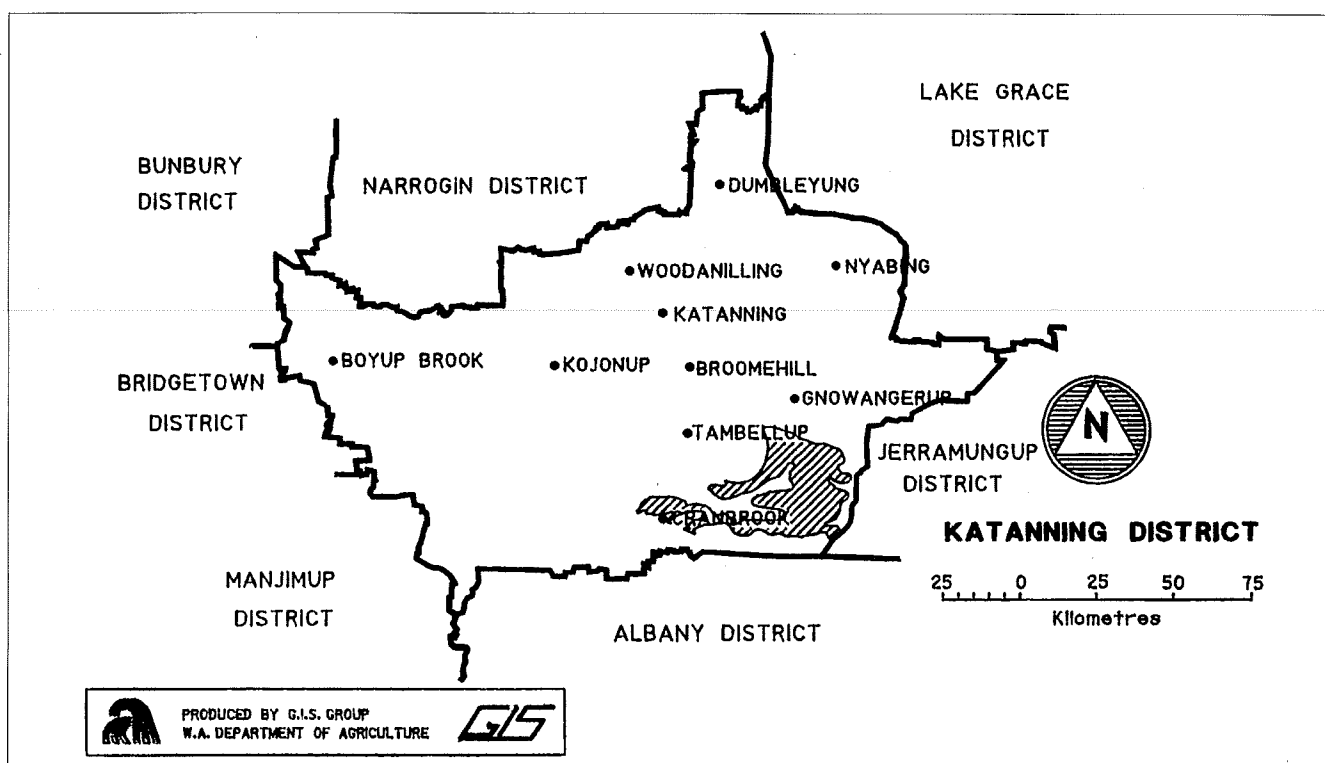 LAKE GRACE
DISTRICT
BUNBURY
DISTRICT
NARROGIN DISTRICT
DUMBLEYUNG
WOODANILLING
NYABING
KATANNING
BOYUP BROOK
KOJONUP
BROOMEHILL
BRIDGETOWN
DISTRICT
GNOWANGERUP
TAMBELLUP
JERRAMUNGUP
DISTRICT
N
CRANBROOK
KATANNING DISTRICT
25 0 25 50 75
Kilometres
MANJIMUP
DISTRICT
ALBANY DISTRICT
PRODUCED BY G.I.S. GROUP
W.A. DEPARTMENT OF AGRICULTURE
GIS